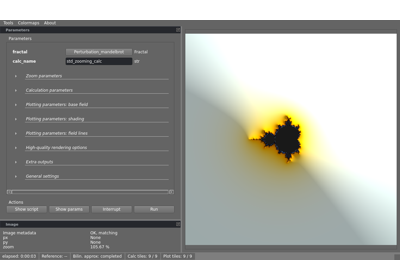 Tools Colormaps About
Parameters
Parameters
fractal Perturbation_mandelbrot fractal
calc_name std_zooming_calc str
Zoom parameters
Calculation parameters
Plotting parameters: base field
Plotting parameters: shading
Plotting parameters: field lines
High quality rendering options
Extra outputs
General settings
Actions
Show script Show params Interrupt Run
Image
Image metadata OK, matching
px None
py None
zoom 105.67 %
elapsed: 0:00:03 Reference: -- Bilin. approx: completed Calc tiles: 9 / 9 Plot tiles: 9 / 9